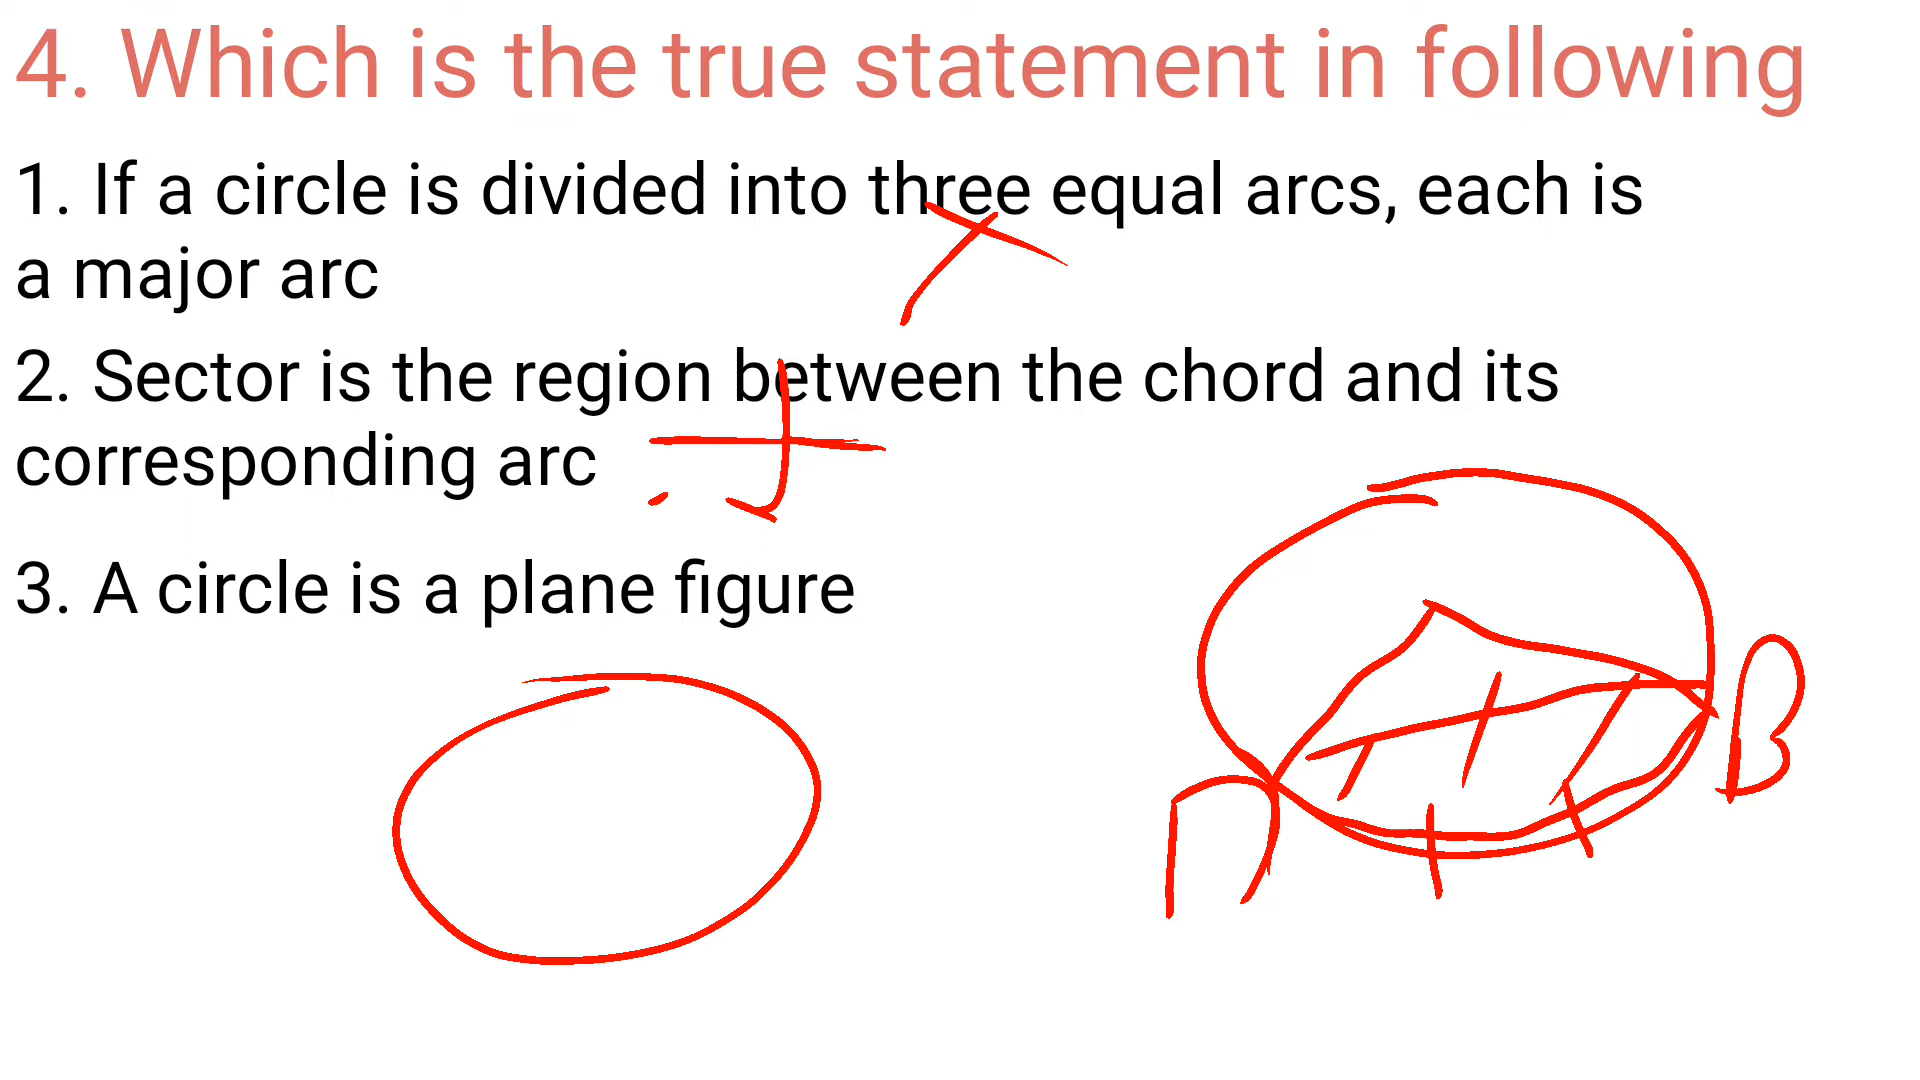 4. Which is the true statement in following
1. If a circle is divided into three equal arcs, each is
a major arc
2. Sector is the region between the chord and its
corresponding arc
3. A circle is a plane figure
B